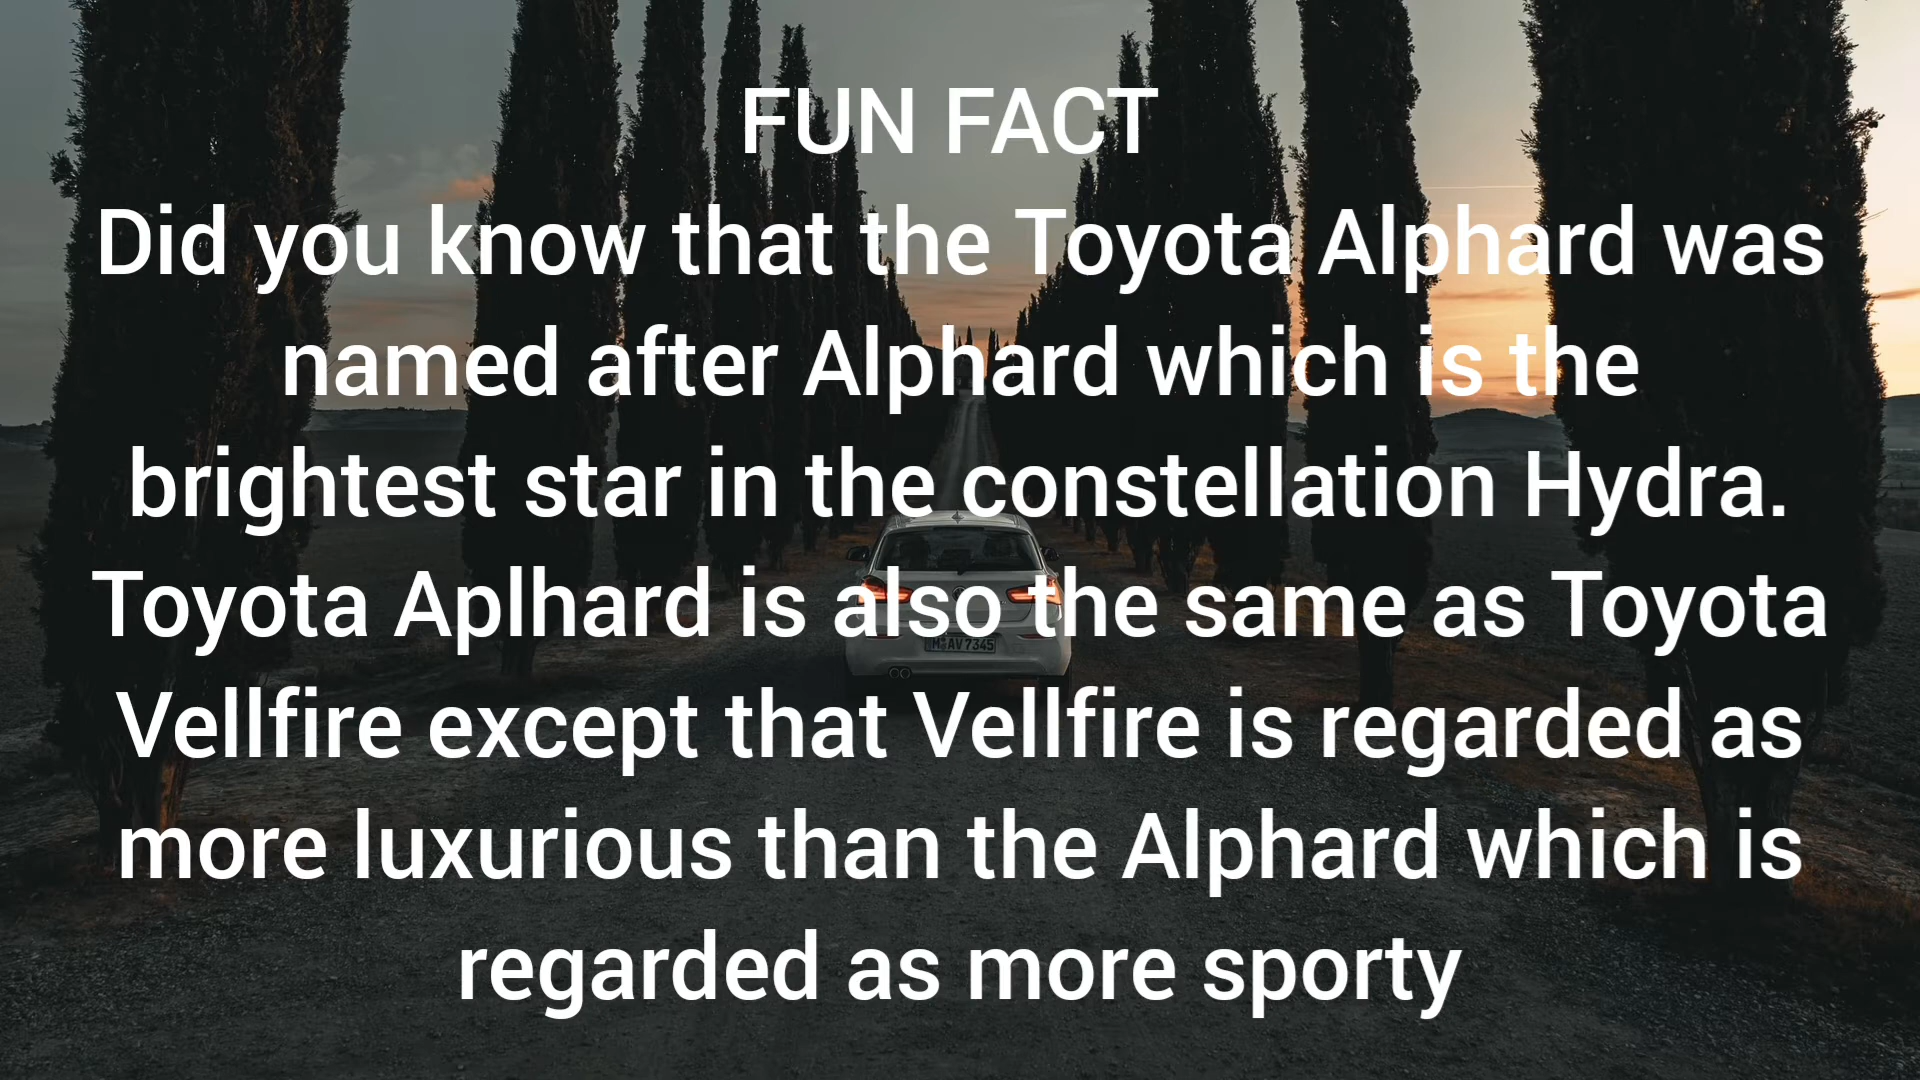 FUN FACT
Did you know that the Toyota Alphard was
named after Alphard which is the
brightest star in the constellation Hydra.
Toyota Aplhard is also the same as Toyota
Vellfire except that Vellfire is regarded as
more luxurious than the Alphard which is
regarded as more sporty
M AV 7345